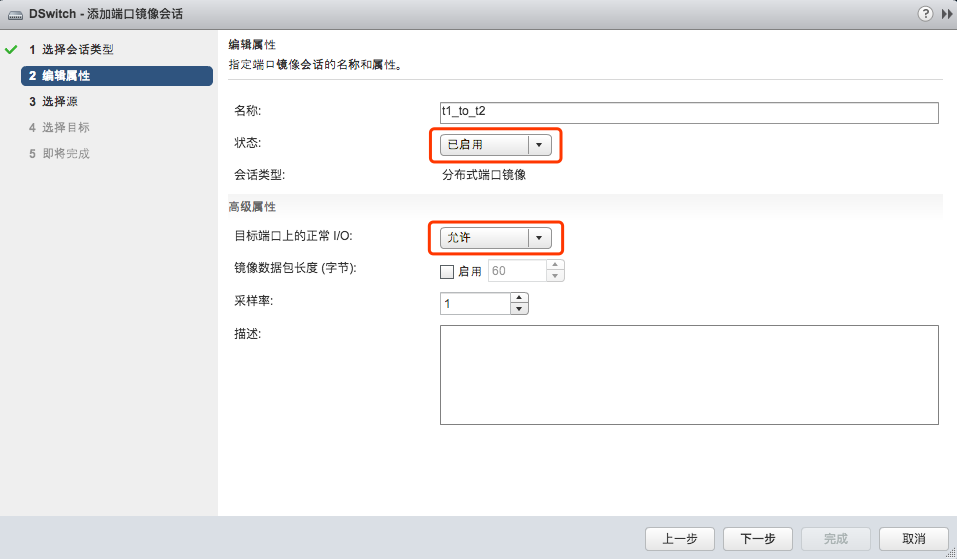 DSwitch - 添加端口镜像会话
?
1 选择会话类型
2 编辑属性
3 选择源
4 选择目标
5 即将完成
编辑属性
指定端口镜像会话的名称和属性。
名称: t1_to_t2
状态: 已启用
会话类型: 分布式端口镜像
高级属性
目标端口上的正常 I/O: 允许
镜像数据包长度 (字节): 启用 60
采样率: 1
描述:
上一步 下一步 完成 取消